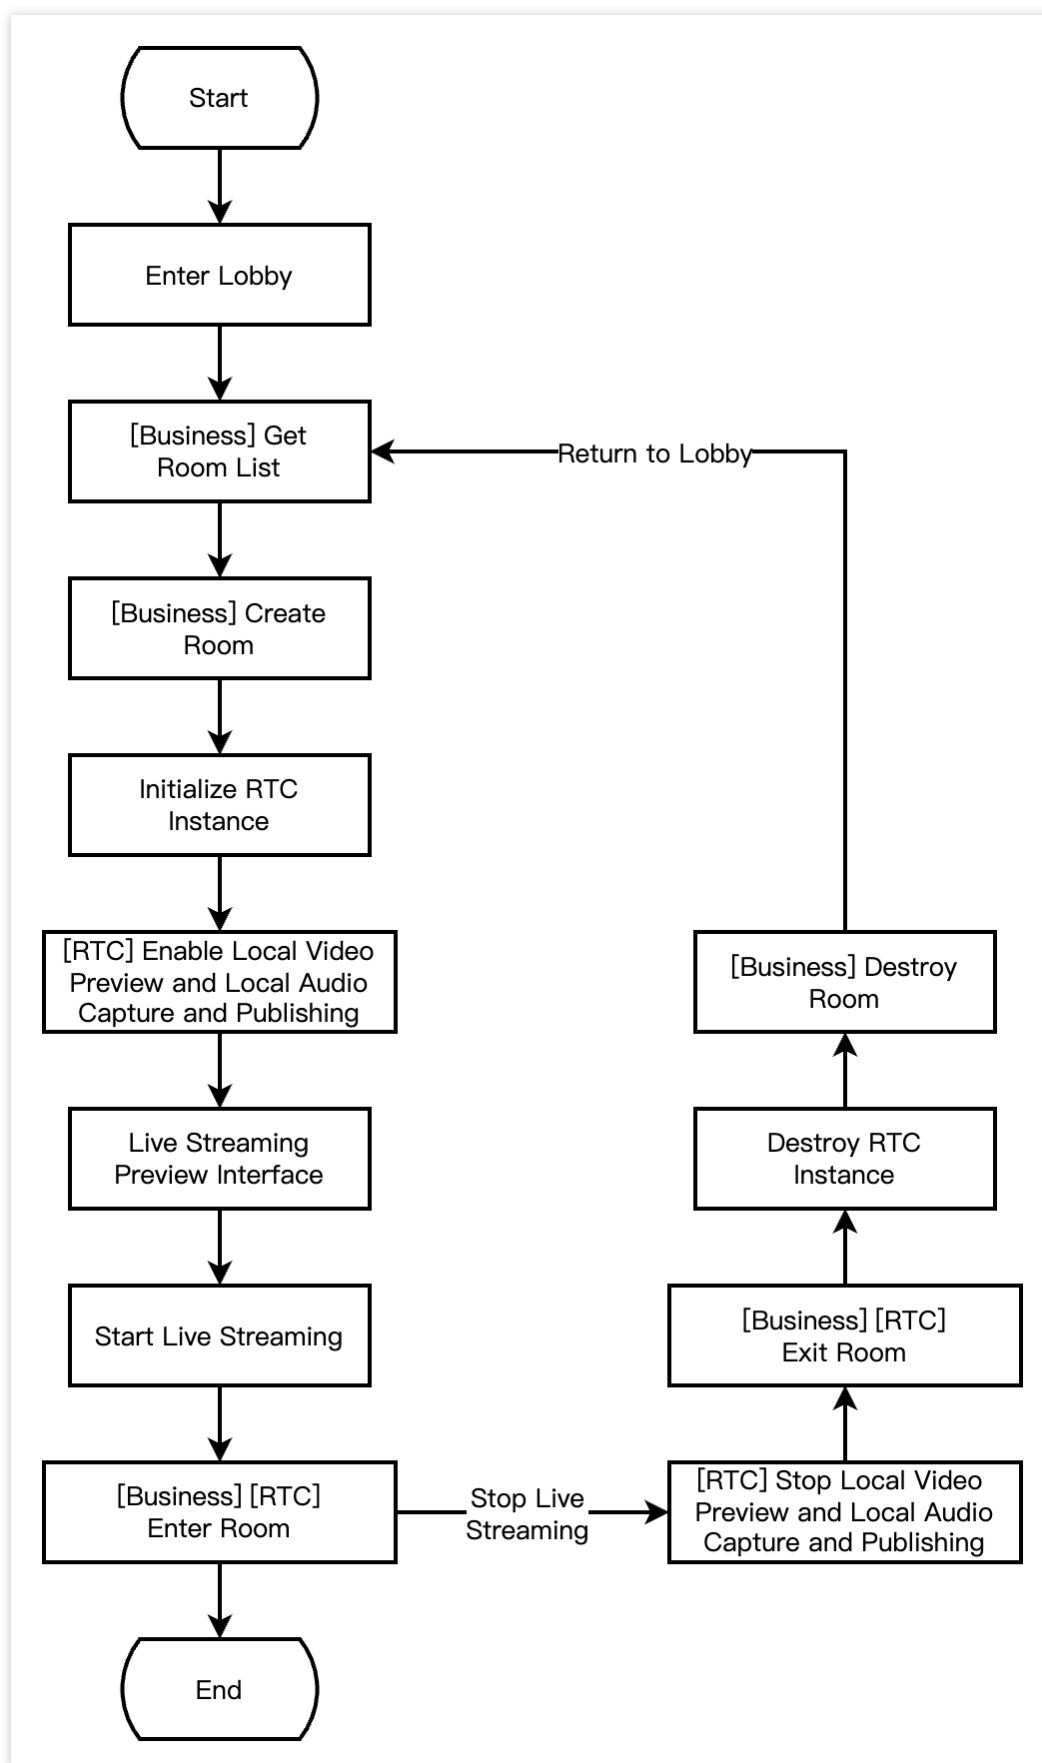 Start
Enter Lobby
[Business] Get
Room List
Return to Lobby
[Business] Create
Room
Initialize RTC
Instance
[RTC] Enable Local Video
Preview and Local Audio
Capture and Publishing
[Business] Destroy
Room
Live Streaming
Preview Interface
Destroy RTC
Instance
Start Live Streaming
[Business] [RTC]
Exit Room
[Business] [RTC]
Enter Room
Stop Live
Streaming
[RTC] Stop Local Video
Preview and Local Audio
Capture and Publishing
End